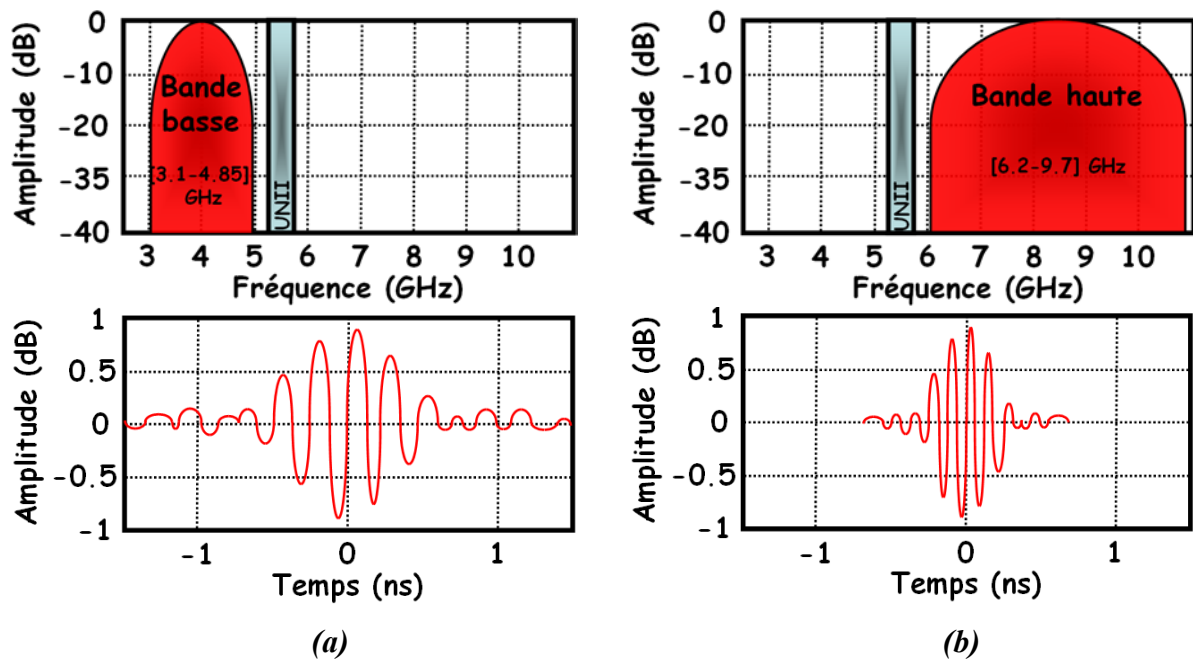 Amplitude (dB)
0
-10
-20
-35
-40
Bande
basse
[3.1-4.85]
GHz
UNII
3 4 5 6 7 8 9 10
Fréquence (GHz)
Amplitude (dB)
1
0.5
0
-0.5
-1
-1 0 1
Temps (ns)
(a)
Amplitude (dB)
0
-10
-20
-35
-40
UNII
Bande haute
[6.2-9.7] GHz
3 4 5 6 7 8 9 10
Fréquence (GHz)
Amplitude (dB)
1
0.5
0
-0.5
-1
-1 0 1
Temps (ns)
(b)